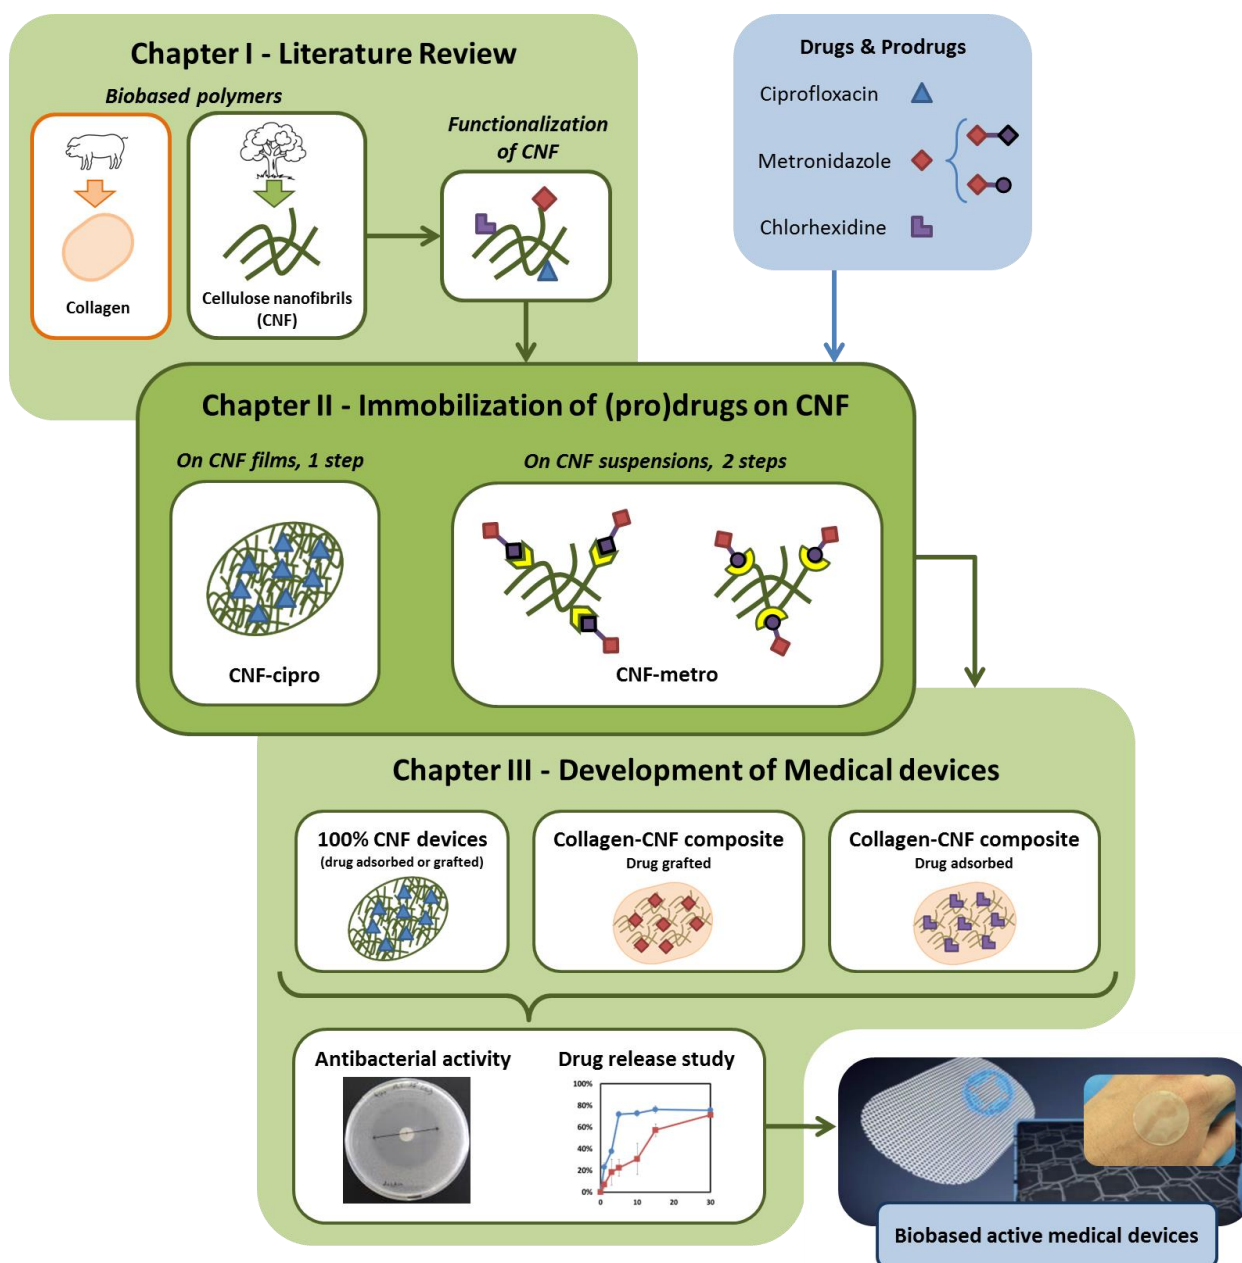 Chapter I - Literature Review
Biobased polymers
Collagen
Cellulose nanofibrils
(CNF)
Functionalization
of CNF
Drugs & Prodrugs
Ciprofloxacin
Metronidazole
Chlorhexidine
Chapter II - Immobilization of (pro)drugs on CNF
On CNF films, 1 step
CNF-cipro
On CNF suspensions, 2 steps
CNF-metro
Chapter III - Development of Medical devices
100% CNF devices
(drug adsorbed or grafted)
Collagen-CNF composite
Drug grafted
Collagen-CNF composite
Drug adsorbed
Antibacterial activity
Drug release study
100%
80%
60%
40%
20%
0%
0 10 20 30
Biobased active medical devices